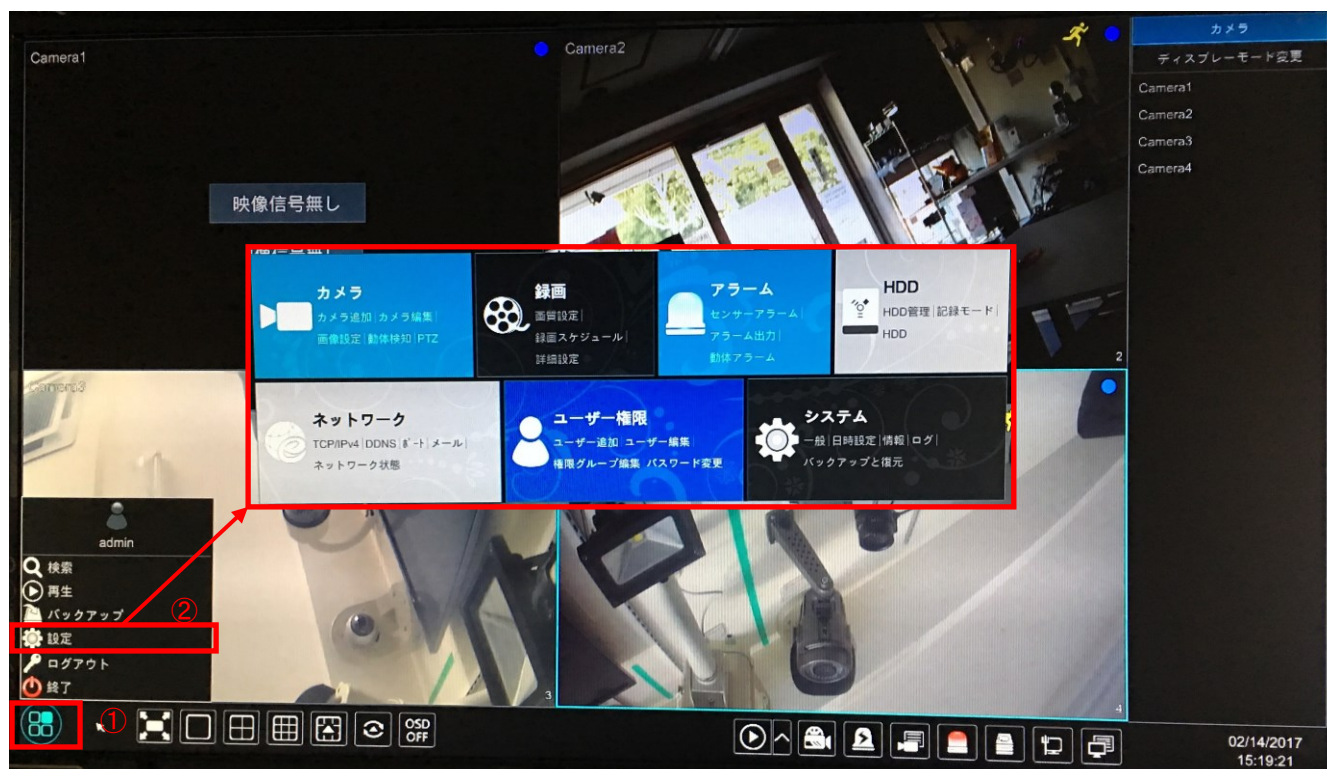 Camera1
Camera2
映像信号無し
カメラ
ディスプレーモード変更
Camera1
Camera2
Camera3
Camera4
カメラ
カメラ追加|カメラ編集|
画像設定|動体検知|PTZ
録画
画質設定|
録画スケジュール|
詳細設定
アラーム
センサーアラーム|
アラーム出力|
動体アラーム
HDD
HDD管理|記録モード|
HDD
2
Camera3
ネットワーク
TCP/IPv4|DDNS|ﾎﾟｰﾄ|メール|
ネットワーク状態
ユーザー権限
ユーザー追加|ユーザー編集
権限グループ編集 パスワード変更
システム
一般|日時設定|情報|ログ|
バックアップと復元
admin
検索
再生
バックアップ
②
設定
ログアウト
終了
3
4
①
OSD
OFF
02/14/2017
15:19:21